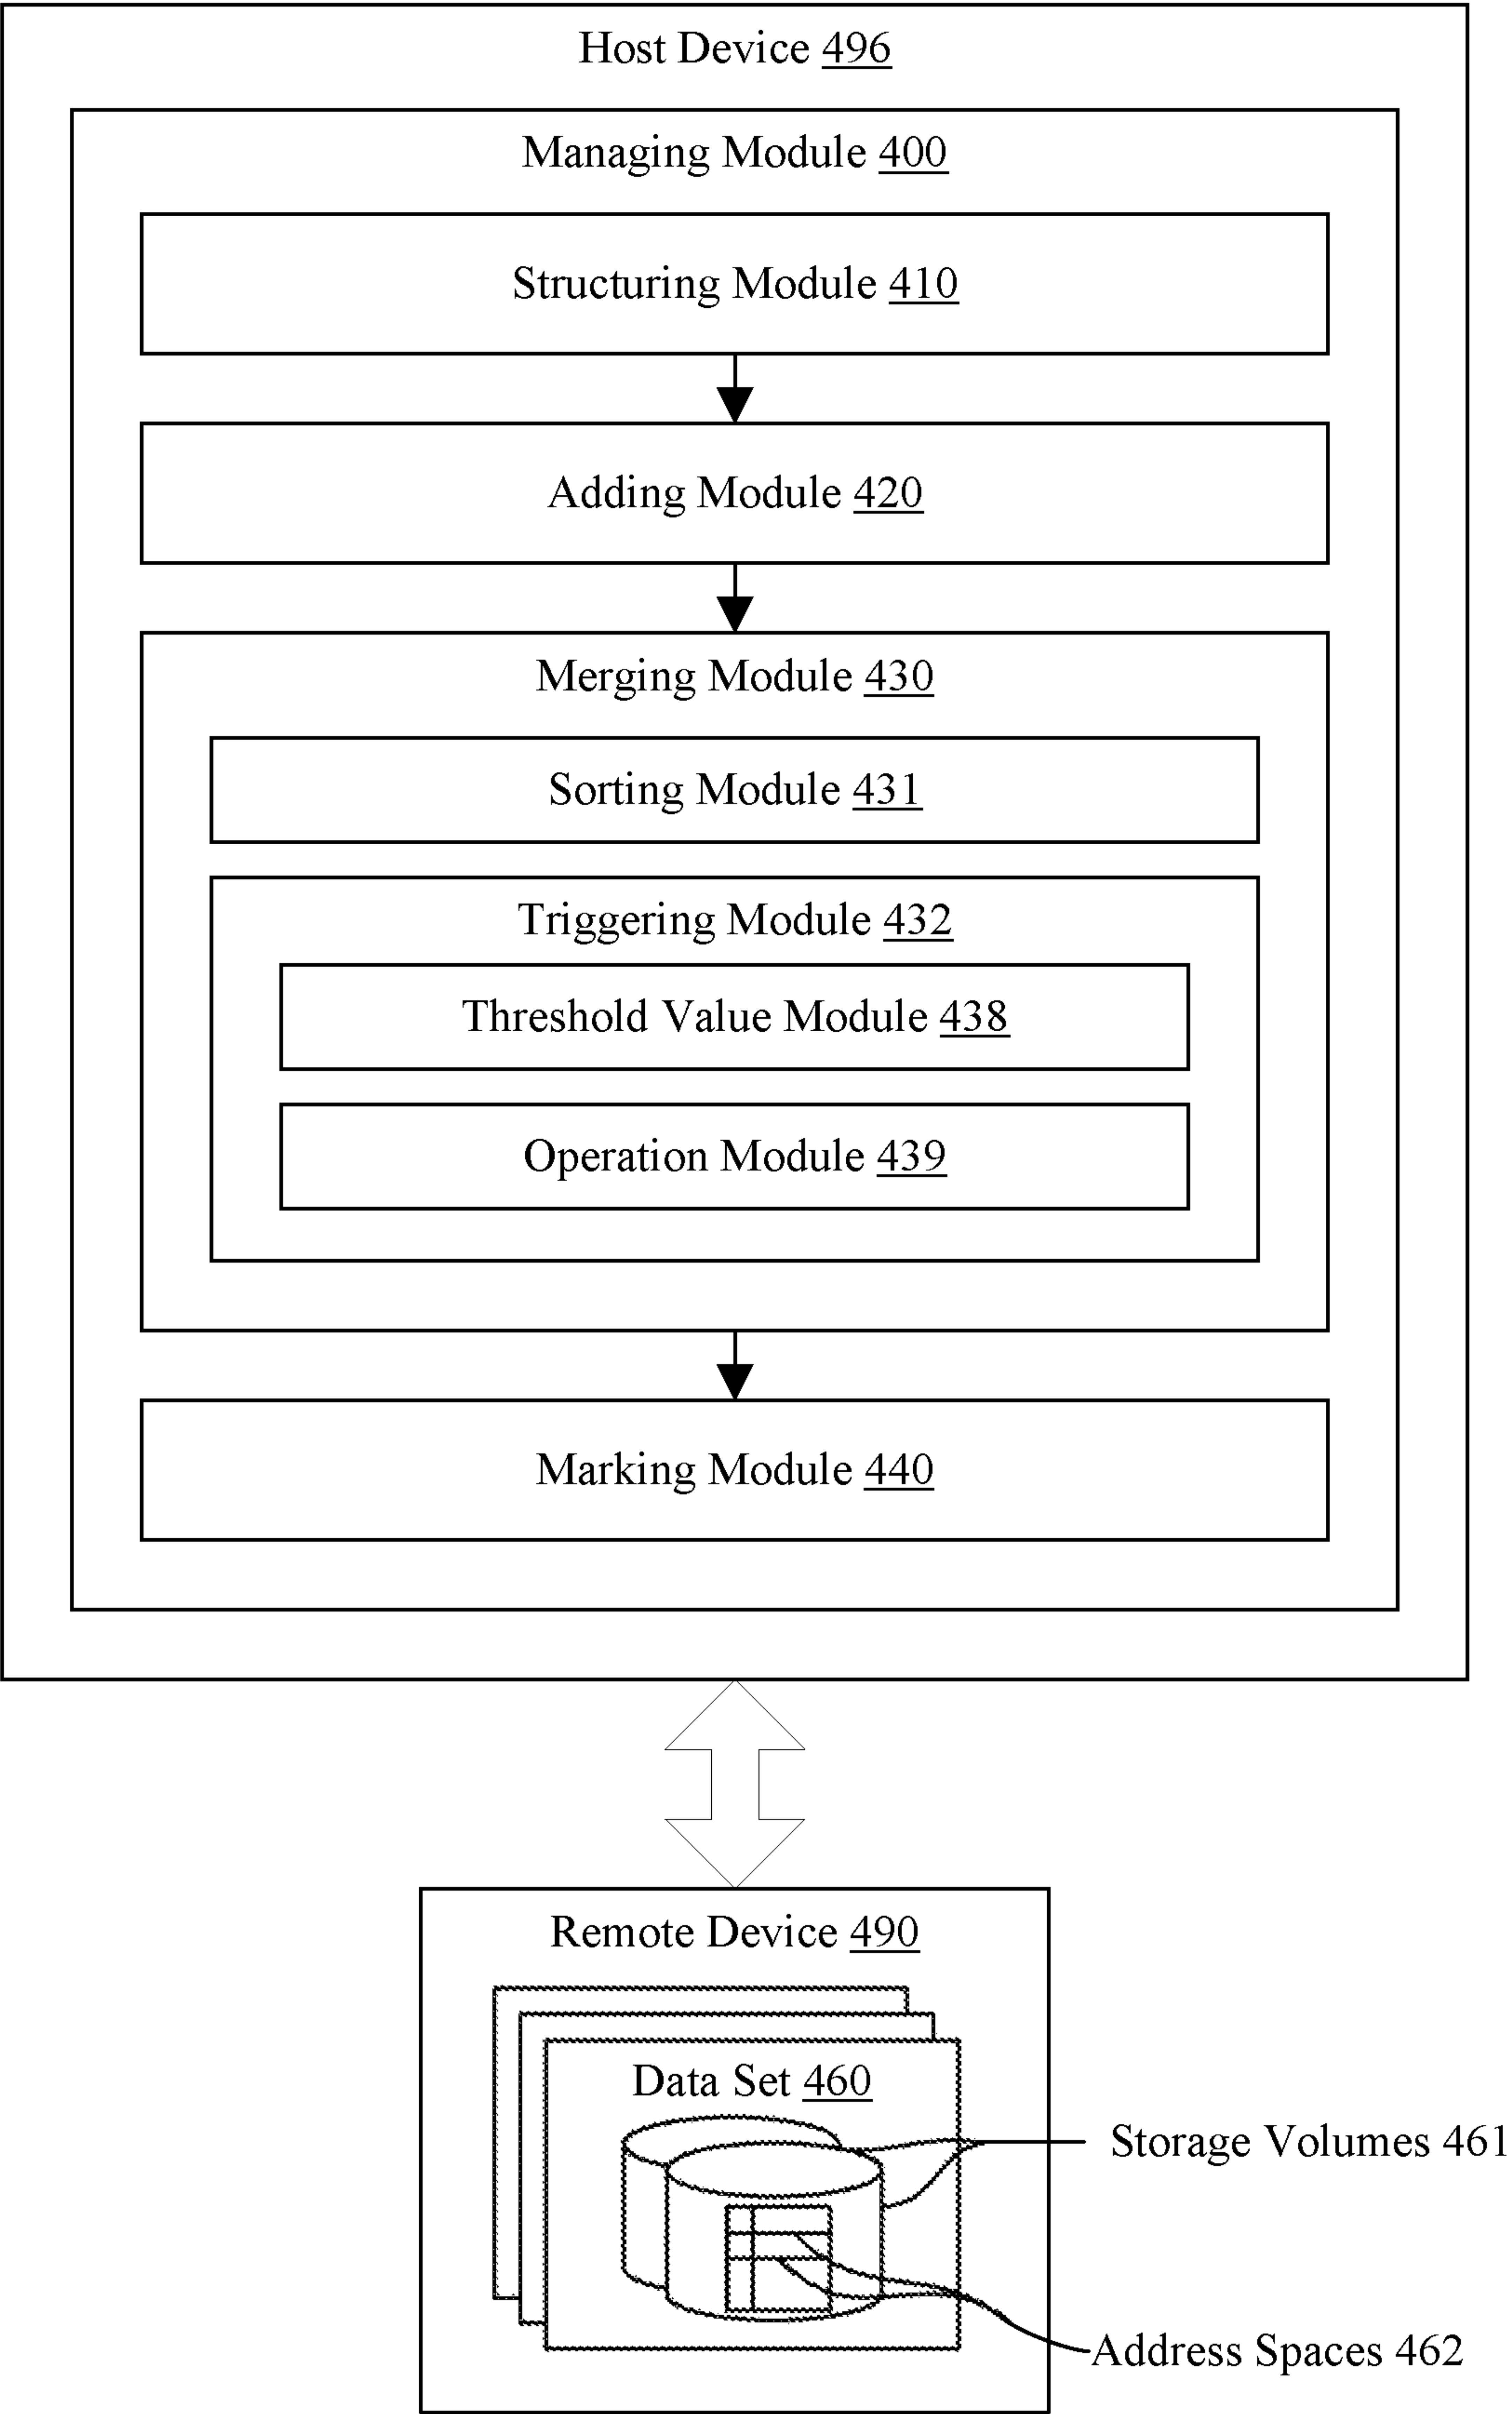 Host Device 496
Managing Module 400
Structuring Module 410
Adding Module 420
Merging Module 430
Sorting Module 431
Triggering Module 432
Threshold Value Module 438
Operation Module 439
Marking Module 440
Remote Device 490
Data Set 460
Storage Volumes 461
Address Spaces 462